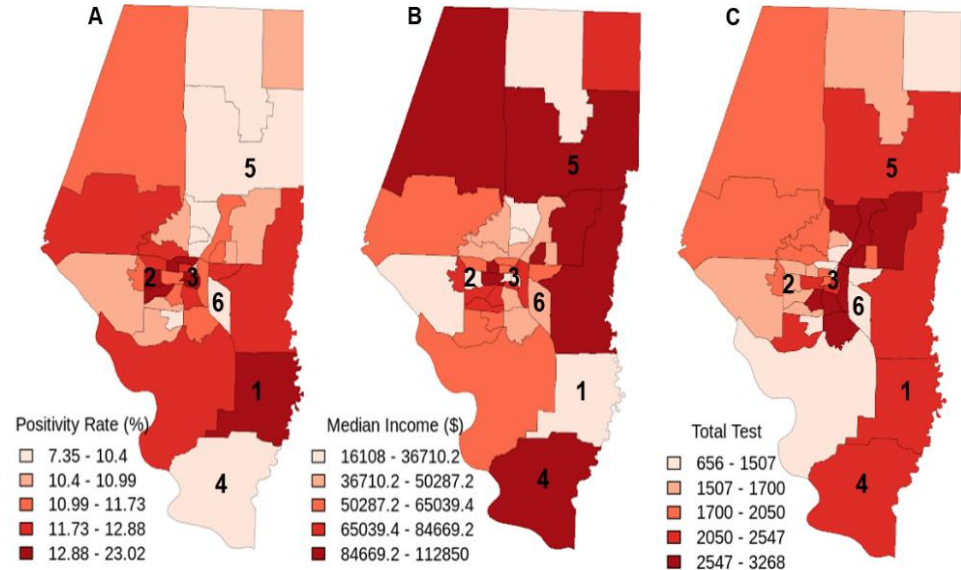 A
5
2
3
6
1
4
Positivity Rate (%)
7.35 - 10.4
10.4 - 10.99
10.99 - 11.73
11.73 - 12.88
12.88 - 23.02
B
5
2
3
6
1
4
Median Income ($)
16108 - 36710.2
36710.2 - 50287.2
50287.2 - 65039.4
65039.4 - 84669.2
84669.2 - 112850
C
5
2
3
6
1
4
Total Test
656 - 1507
1507 - 1700
1700 - 2050
2050 - 2547
2547 - 3268